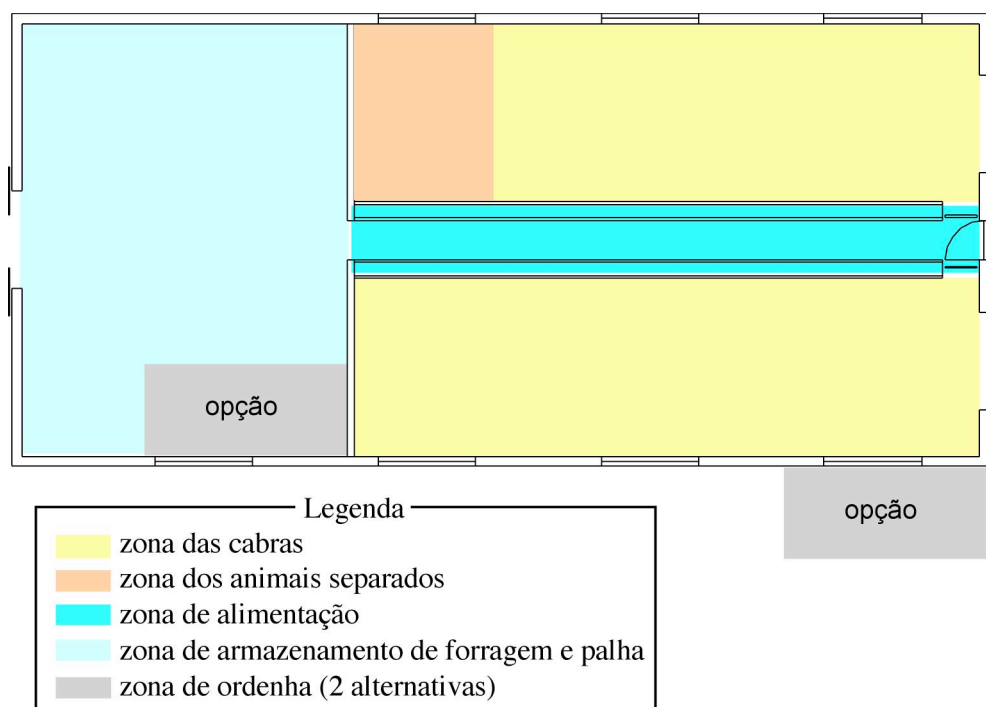 opção
opção
Legenda
zona das cabras
zona dos animais separados
zona de alimentação
zona de armazenamento de forragem e palha
zona de ordenha (2 alternativas)